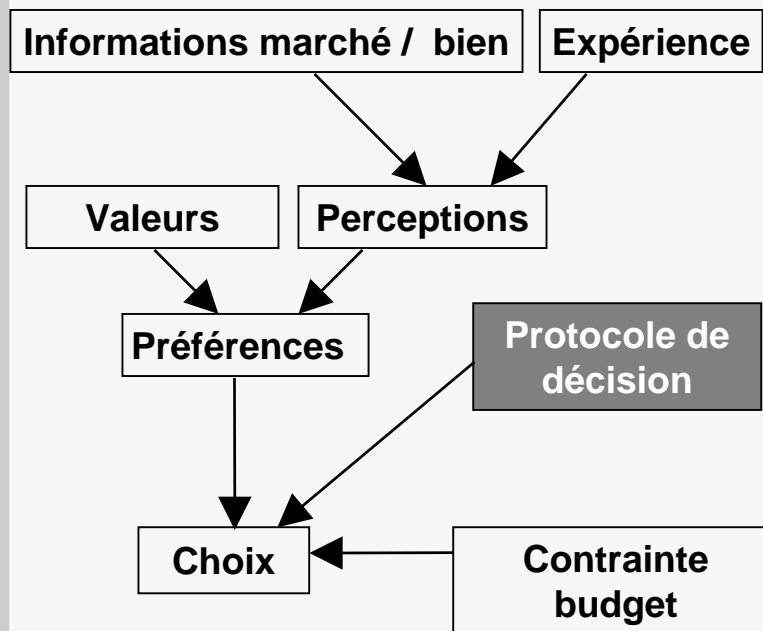 Informations marché / bien
Expérience
Valeurs
Perceptions
Préférences
Protocole de
décision
Choix
Contrainte
budget